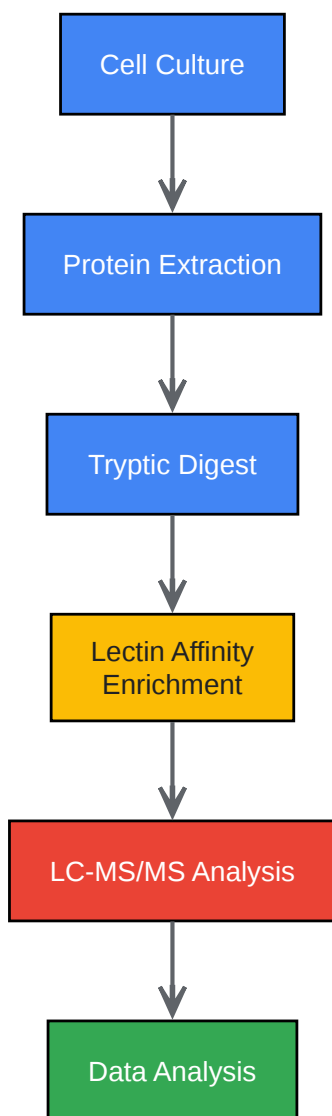 Cell Culture
Protein Extraction
Tryptic Digest
Lectin Affinity
Enrichment
LC-MS/MS Analysis
Data Analysis